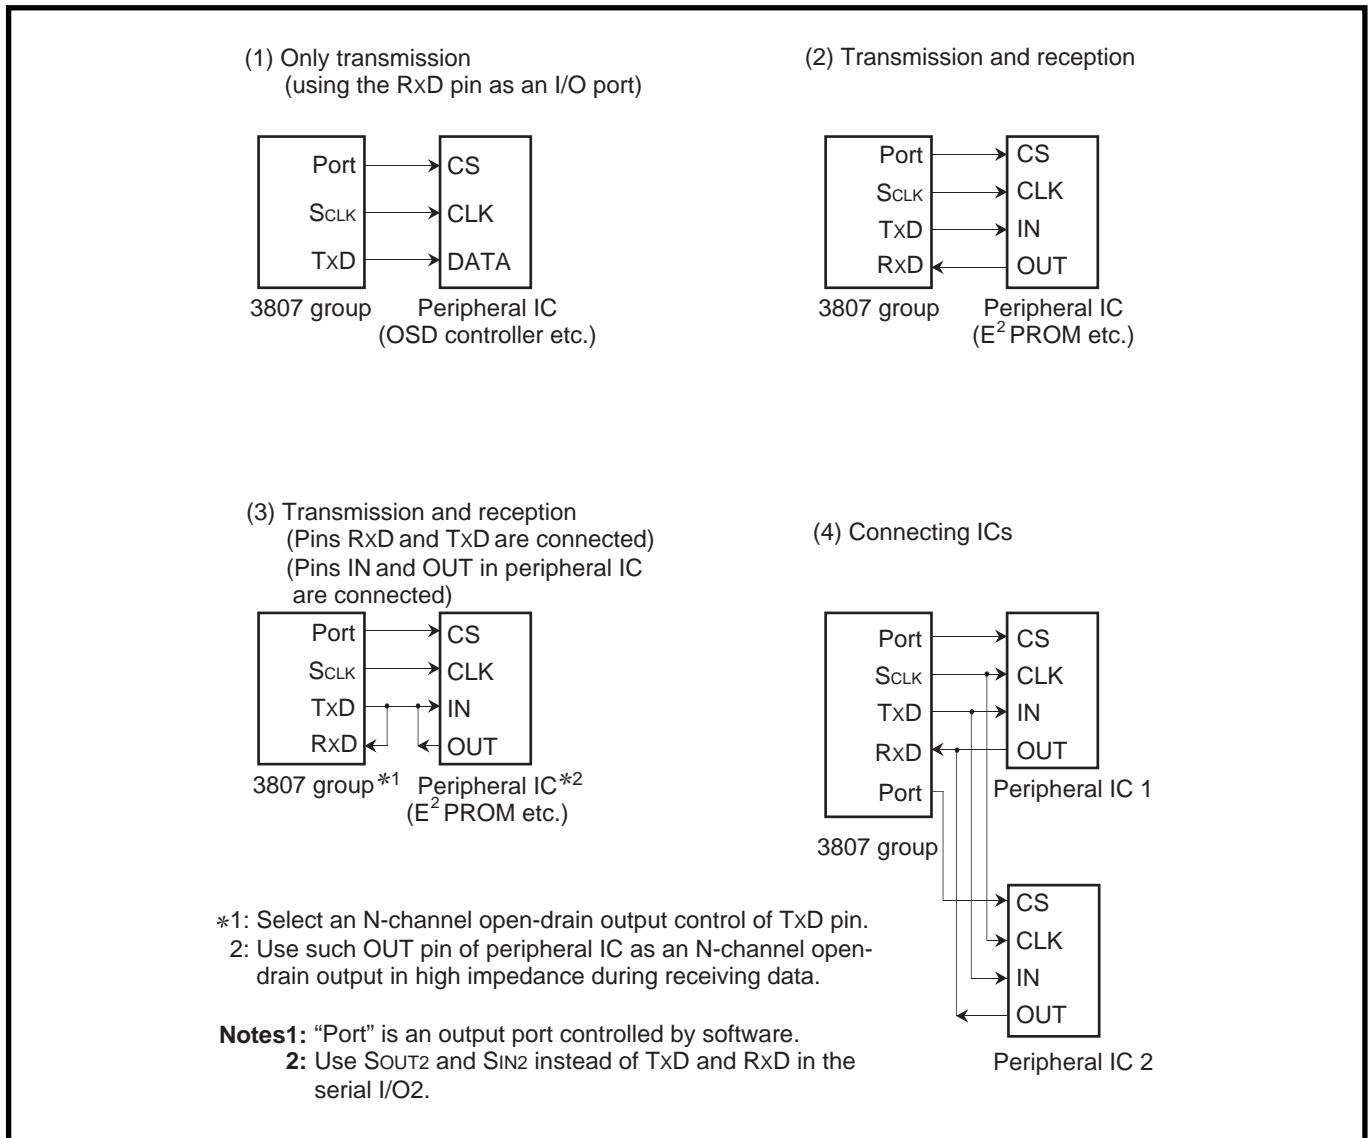 (1) Only transmission
(using the RxD pin as an I/O port)
Port
CS
SCLK
CLK
TxD
DATA
3807 group
Peripheral IC
(OSD controller etc.)
(2) Transmission and reception
Port
CS
SCLK
CLK
TxD
IN
RxD
OUT
3807 group
Peripheral IC
(E² PROM etc.)
(3) Transmission and reception
(Pins RxD and TxD are connected)
(Pins IN and OUT in peripheral IC
are connected)
Port
CS
SCLK
CLK
TxD
IN
RxD
OUT
3807 group *1
Peripheral IC*2
(E² PROM etc.)
(4) Connecting ICs
Port
CS
SCLK
CLK
TxD
IN
RxD
OUT
Port
Peripheral IC 1
3807 group
CS
CLK
IN
OUT
Peripheral IC 2
*1: Select an N-channel open-drain output control of TxD pin.
2: Use such OUT pin of peripheral IC as an N-channel open-
drain output in high impedance during receiving data.
Notes1: “Port” is an output port controlled by software.
2: Use SOUT2 and SIN2 instead of TxD and RxD in the
serial I/O2.